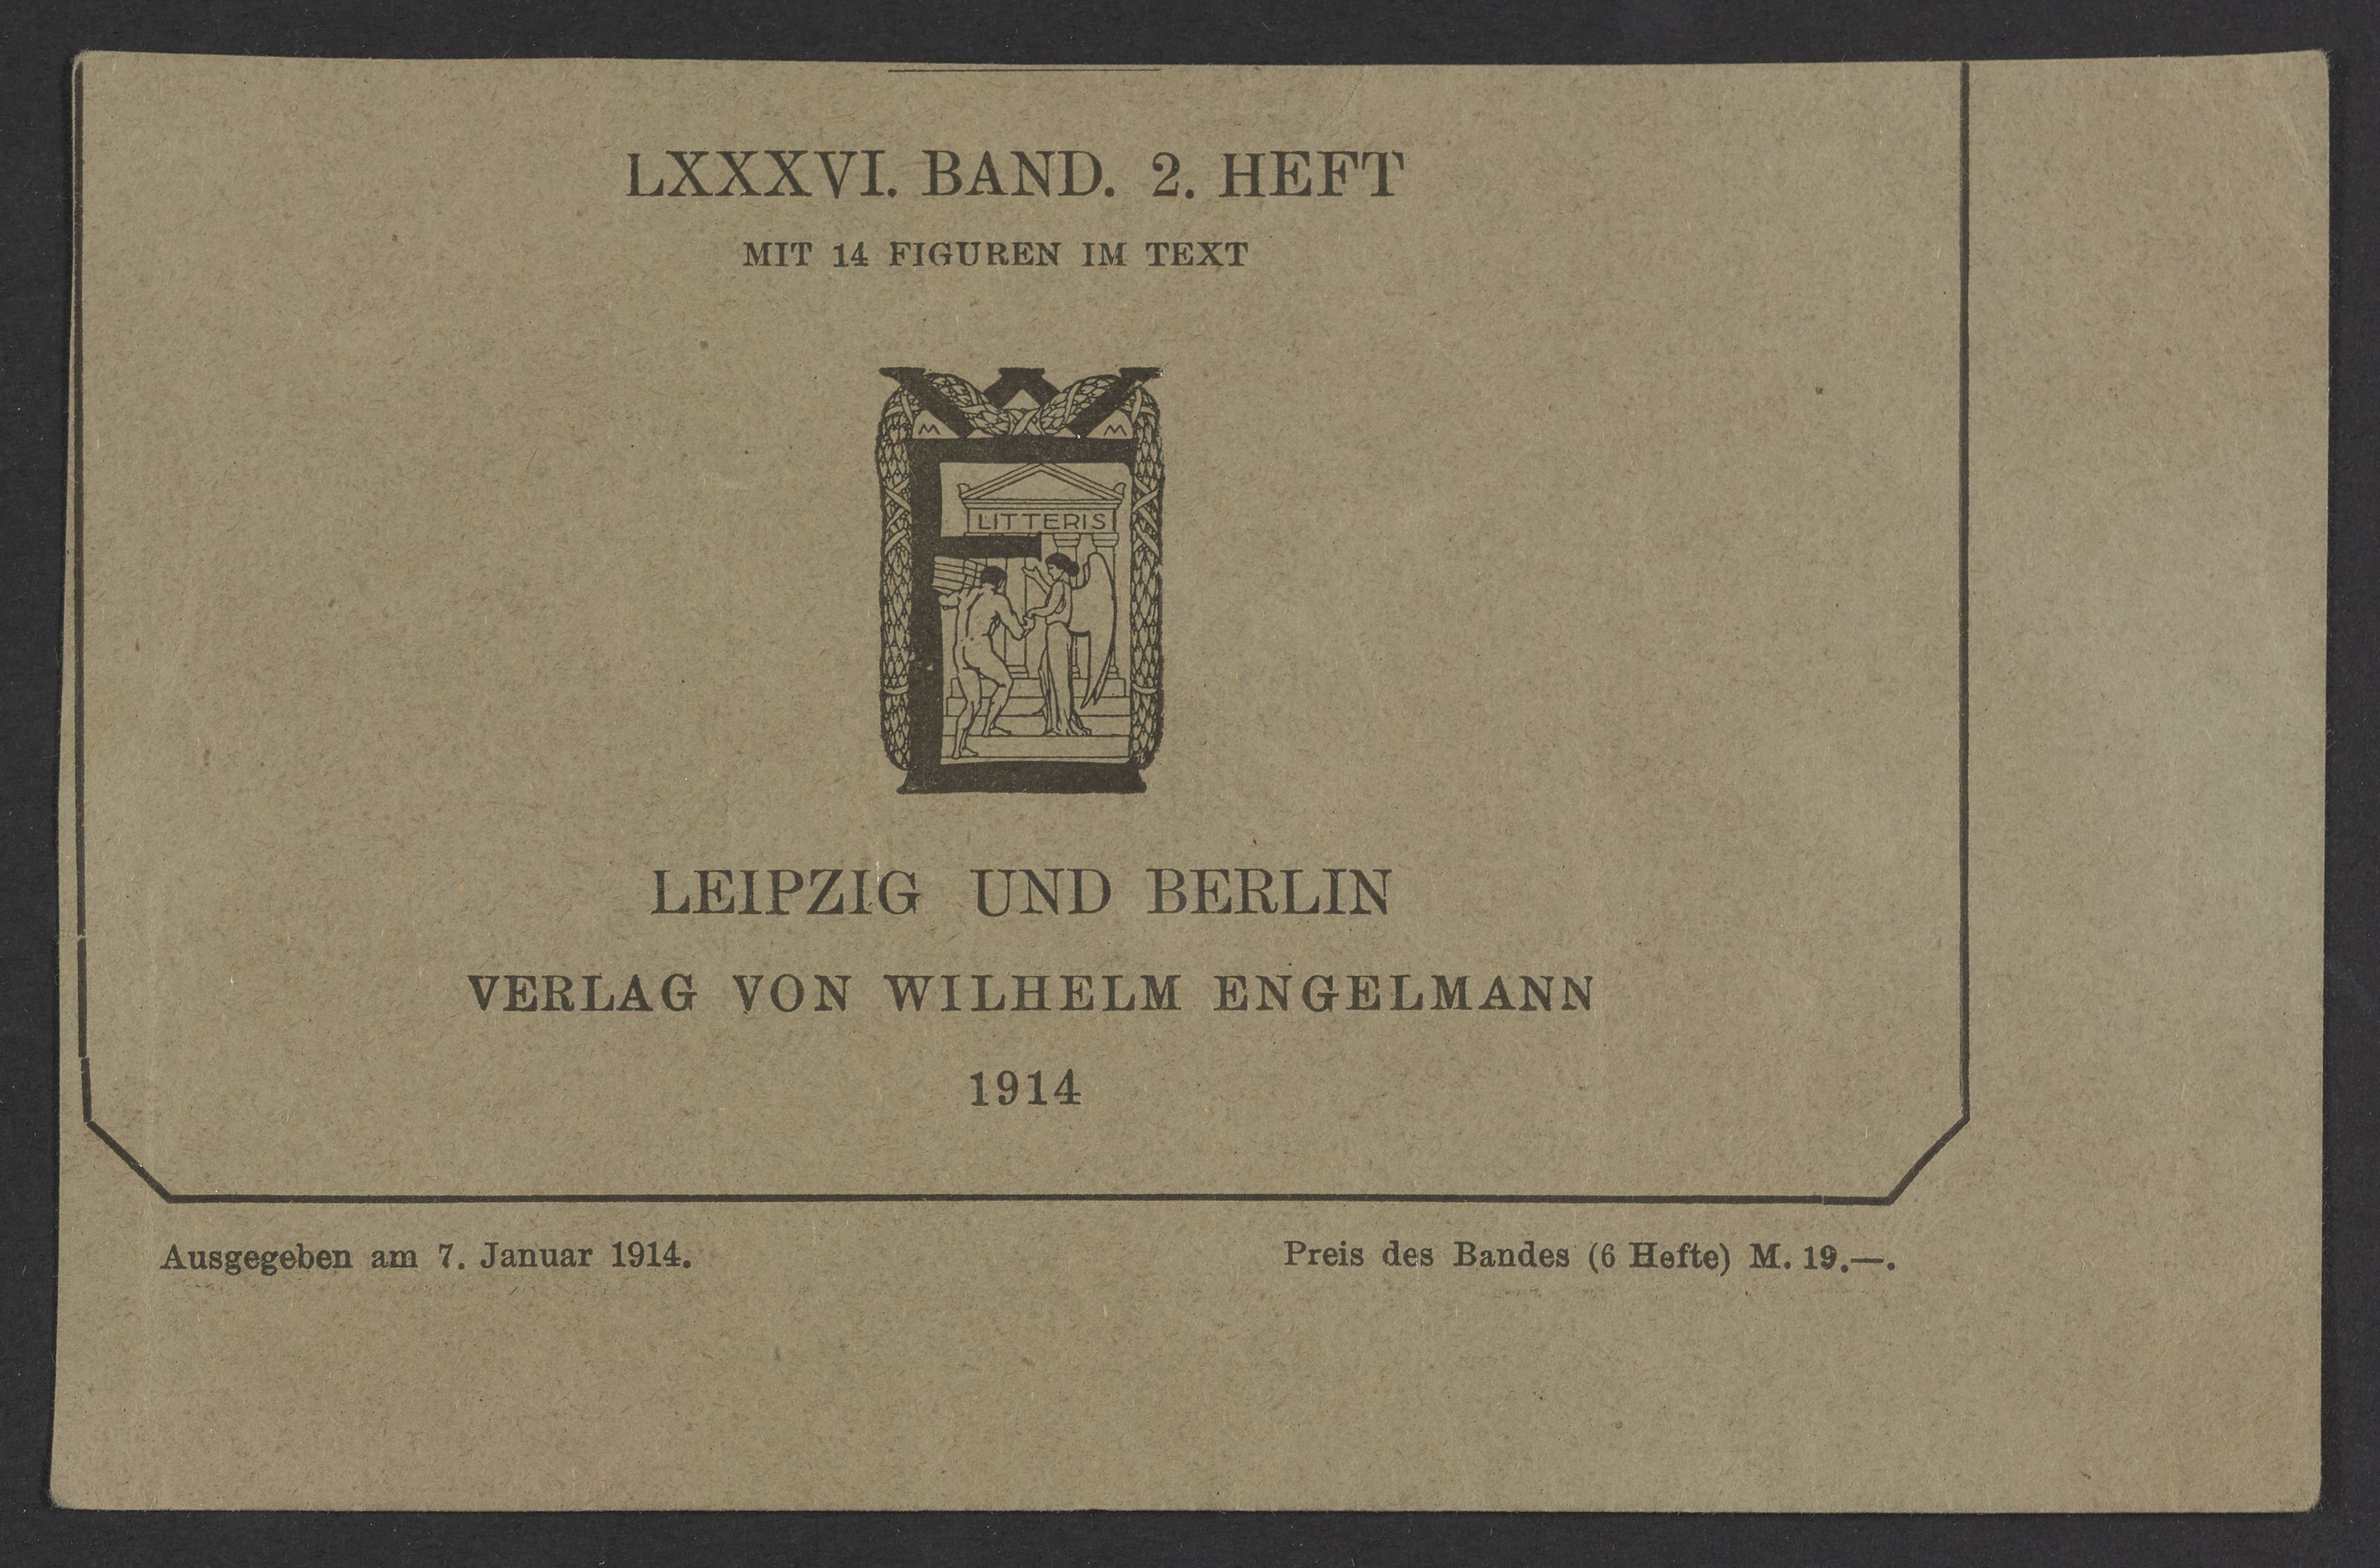 LXXXVI. BAND. 2. HEFT
MIT 14 FIGUREN IM TEXT
M M
LITTERIS
LEIPZIG UND BERLIN
VERLAG VON WILHELM ENGELMANN
1914
Ausgegeben am 7. Januar 1914.
Preis des Bandes (6 Hefte) M. 19.—.